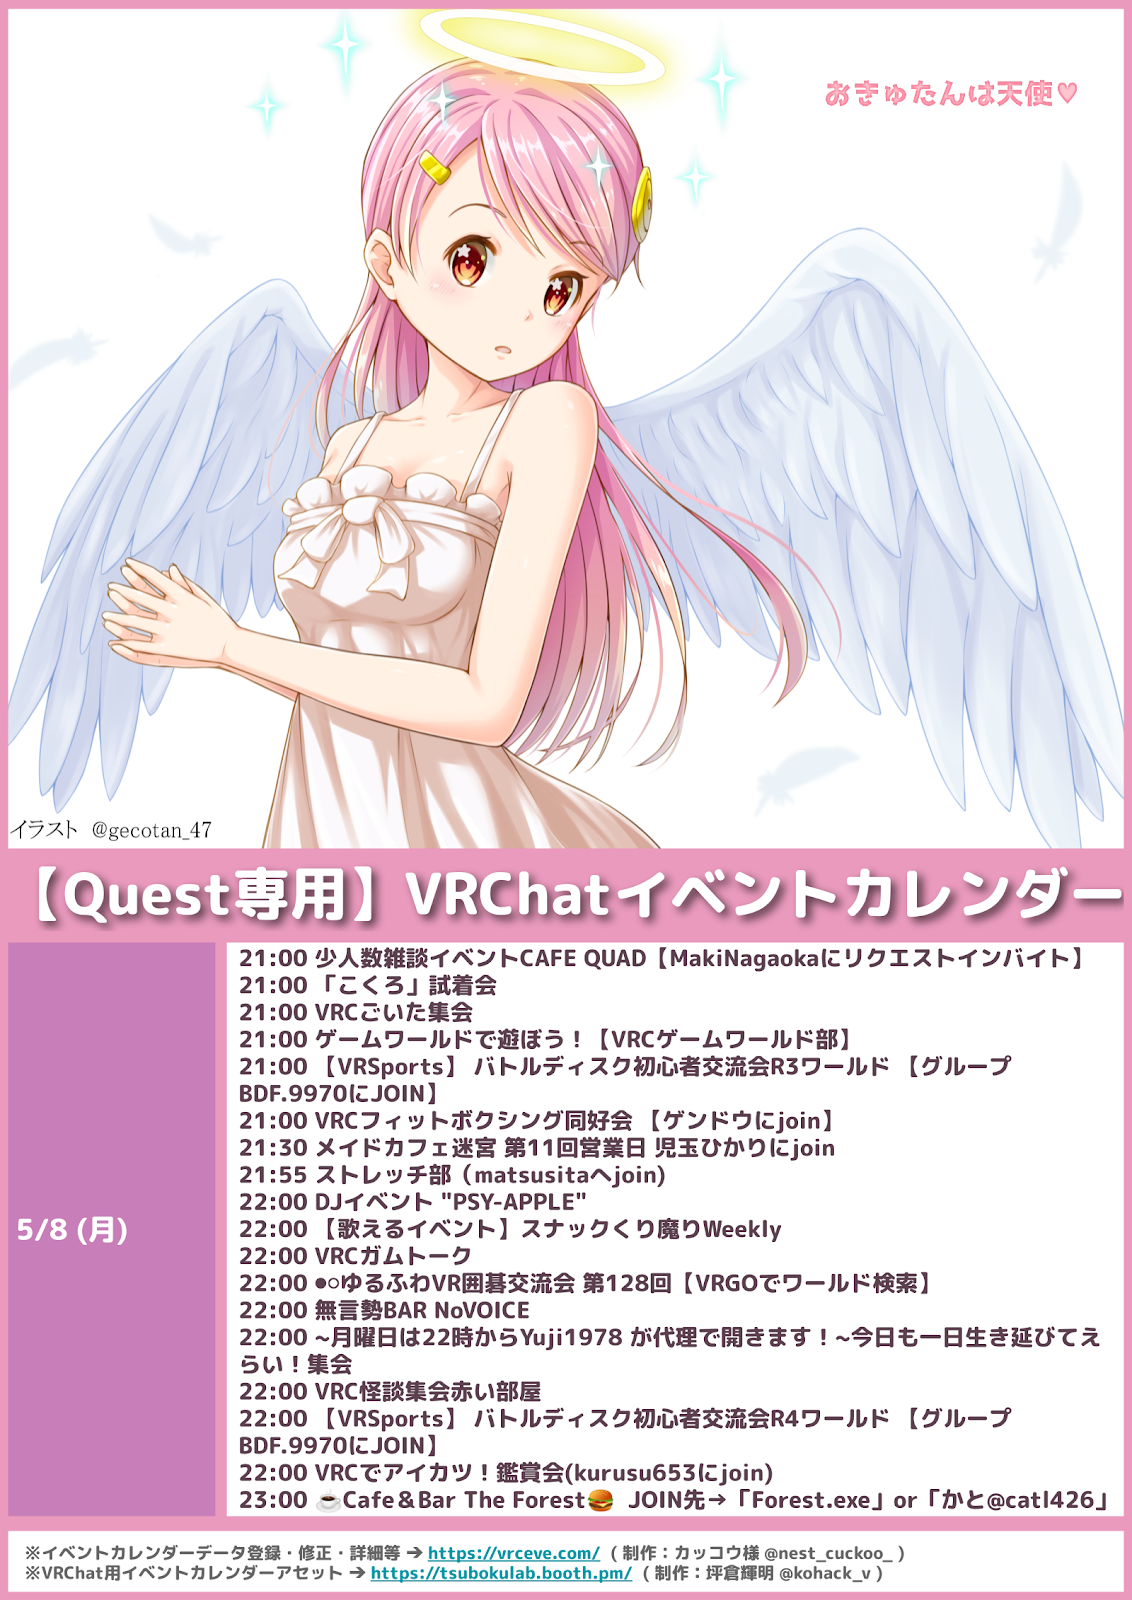 おきゅたんは天使♥
イラスト @gecotan_47
【Quest専用】VRChatイベントカレンダー
5/8 (月)
21:00 少人数雑談イベントCAFE QUAD【MakiNagaokaにリクエストインバイト】
21:00 「こくろ」試着会
21:00 VRCごいた集会
21:00 ゲームワールドで遊ぼう！【VRCゲームワールド部】
21:00 【VRSports】 バトルディスク初心者交流会R3ワールド 【グループ
BDF.9970にJOIN】
21:00 VRCフィットボクシング同好会 【ゲンドウにjoin】
21:30 メイドカフェ迷宮 第11回営業日 児玉ひかりにjoin
21:55 ストレッチ部（matsusitaへjoin)
22:00 DJイベント "PSY-APPLE"
22:00 【歌えるイベント】スナックくり魔りWeekly
22:00 VRCガムトーク
22:00 ●○ゆるふわVR囲碁交流会 第128回【VRGOでワールド検索】
22:00 無言勢BAR NoVOICE
22:00 ~月曜日は22時からYuji1978 が代理で開きます！~今日も一日生き延びてえ
らい！集会
22:00 VRC怪談集会赤い部屋
22:00 【VRSports】 バトルディスク初心者交流会R4ワールド 【グループ
BDF.9970にJOIN】
22:00 VRCでアイカツ！鑑賞会(kurusu653にjoin)
23:00 ☕Cafe＆Bar The Forest🍔 JOIN先→「Forest.exe」or「かと@catl426」
※イベントカレンダーデータ登録・修正・詳細等 ➔ https://vrceve.com/ ( 制作：カッコウ様 @nest_cuckoo_ )
※VRChat用イベントカレンダーアセット ➔ https://tsubokulab.booth.pm/ ( 制作：坪倉輝明 @kohack_v )